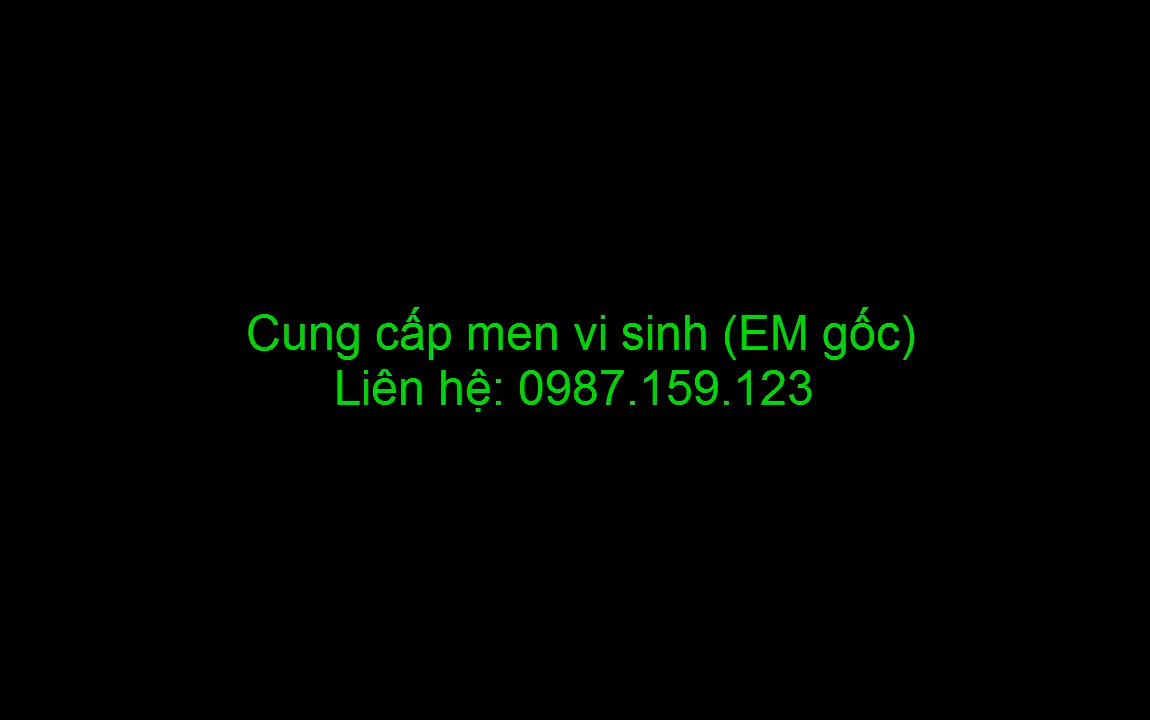 Cung cấp men vi sinh (EM gốc)
Liên hệ: 0987.159.123